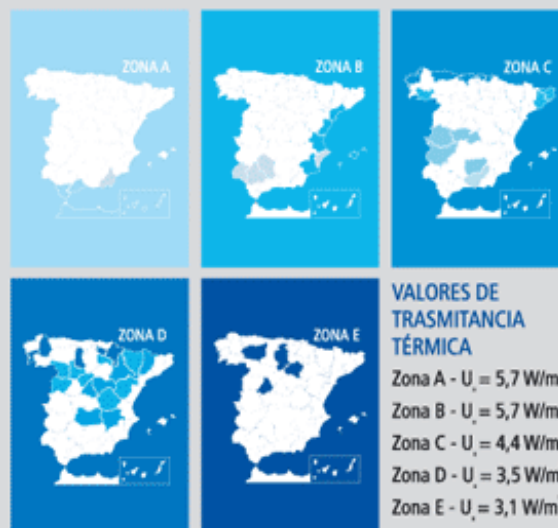 ZONA A
ZONA B
ZONA C
ZONA D
ZONA E
VALORES DE
TRASMITANCIA
TÉRMICA
Zona A - U = 5,7 W/m
Zona B - U = 5,7 W/m
Zona C - U = 4,4 W/m
Zona D - U = 3,5 W/m
Zona E - U = 3,1 W/m